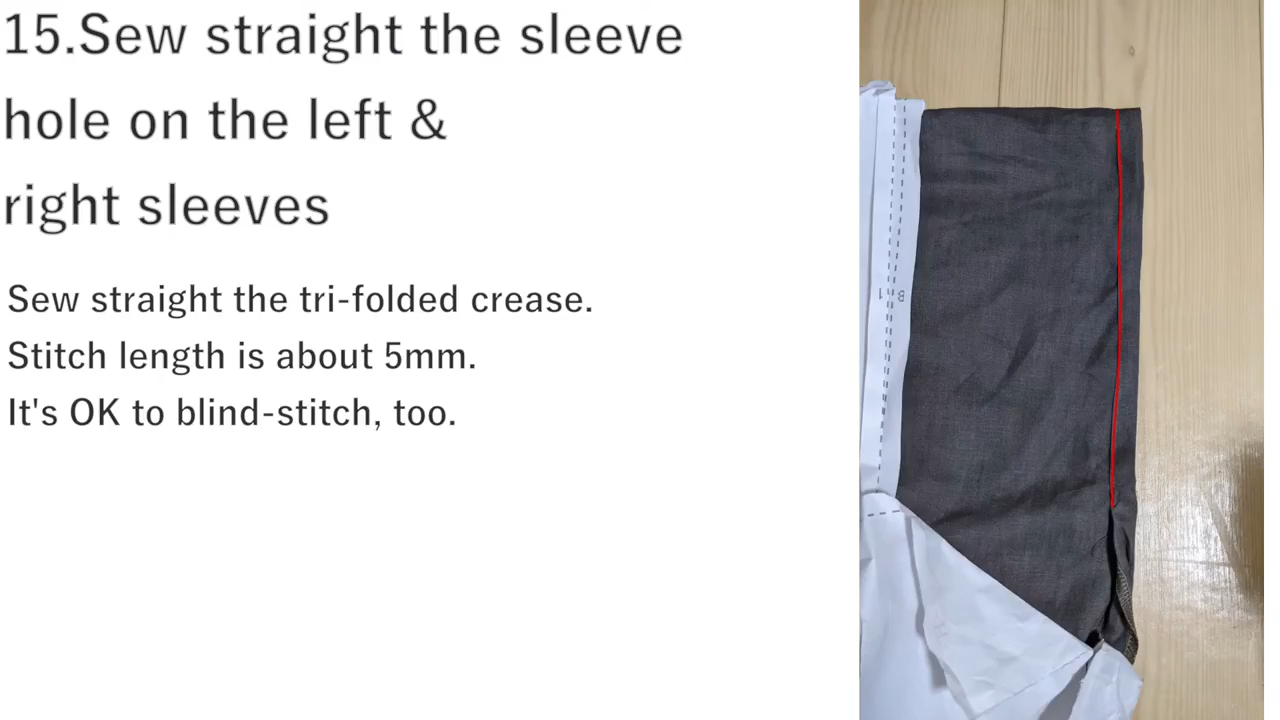 15.Sew straight the sleeve
hole on the left &
right sleeves
Sew straight the tri-folded crease.
Stitch length is about 5mm.
It's OK to blind-stitch, too.